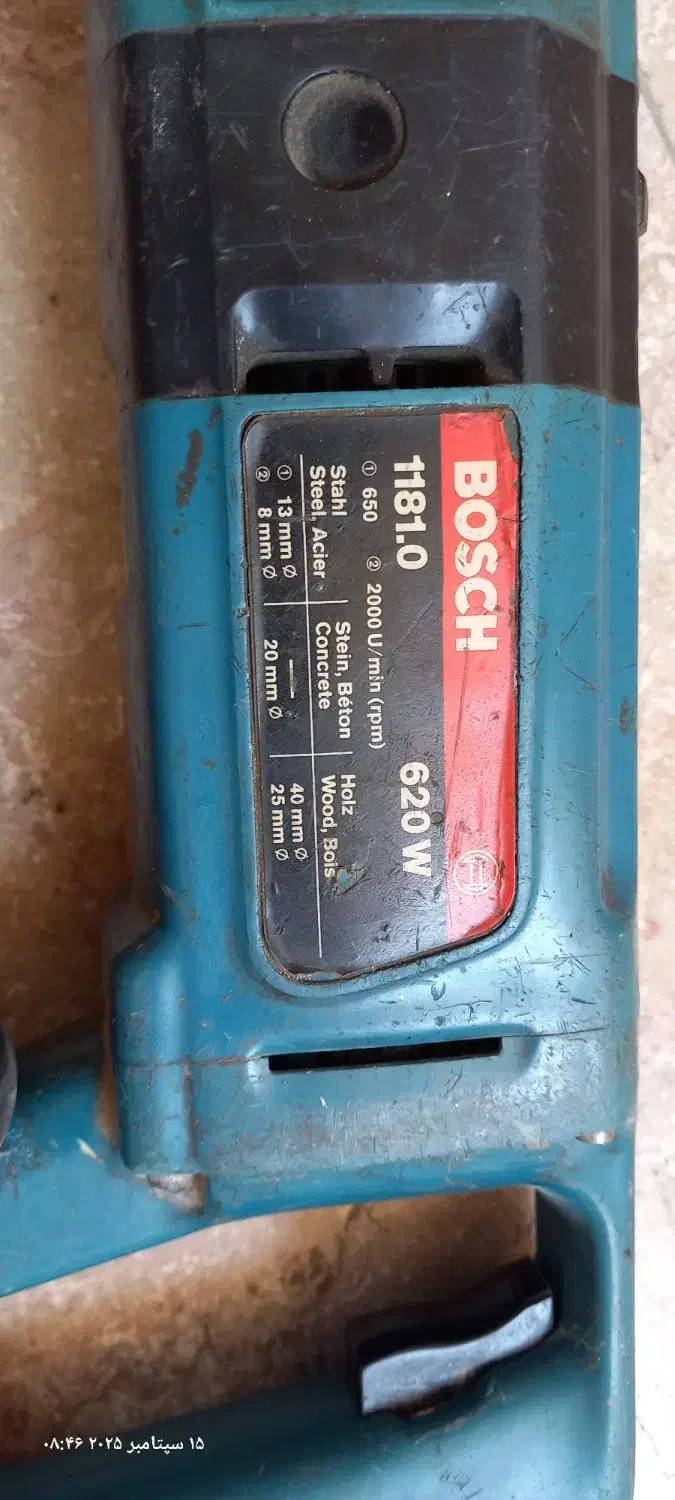 BOSCH
1181.0 620 W
① 650 ② 2000 U/min (rpm)
Stahl Stein, Béton Holz
Steel, Acier Concrete Wood, Bois
① 13 mm Ø — 40 mm Ø
② 8 mm Ø 20 mm Ø 25 mm Ø
۱۵ سپتامبر ۲۰۲۵ ۰۸:۴۶